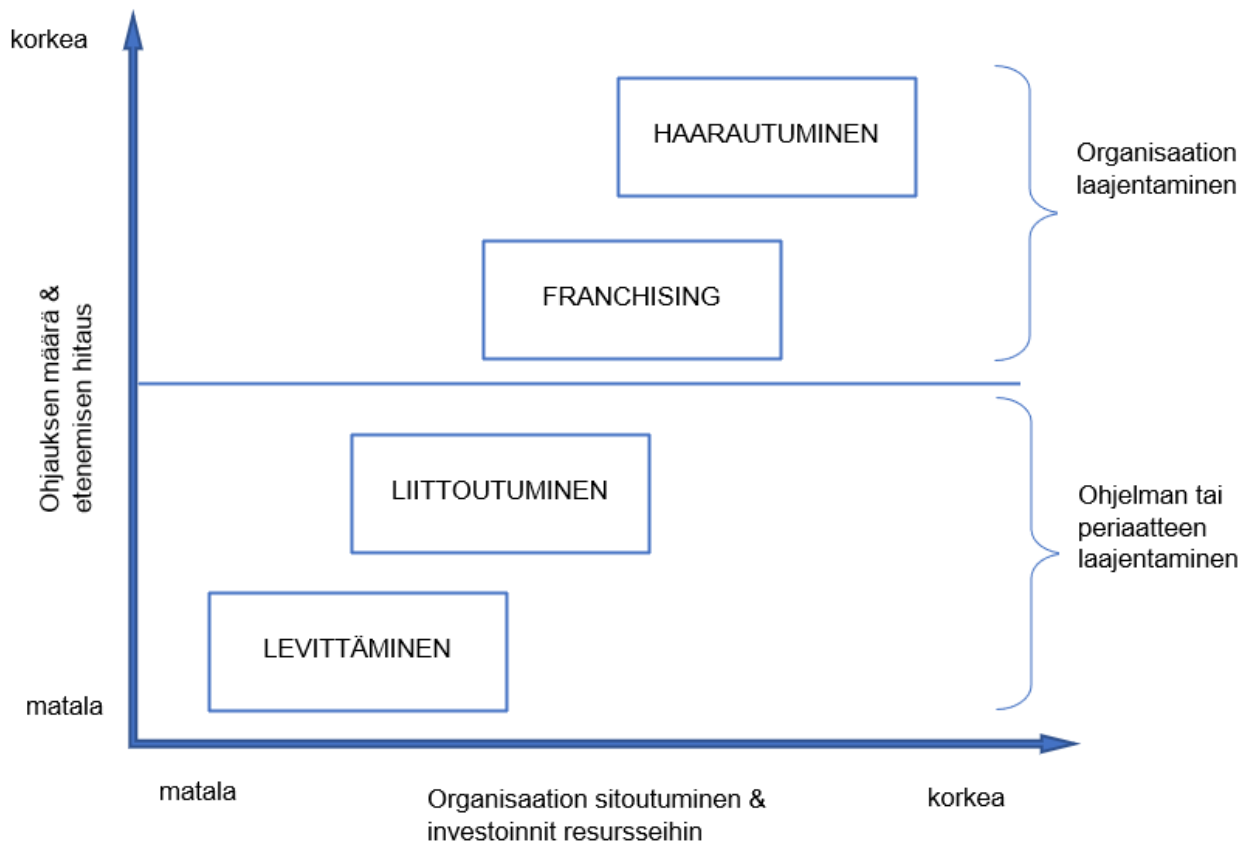 korkea
HAARAUTUMINEN
Organisaation
laajentaminen
FRANCHISING
Ohjauksen määrä &
etenemisen hitaus
LIITTOUTUMINEN
Ohjelman tai
periaatteen
laajentaminen
LEVITTÄMINEN
matala
matala
Organisaation sitoutuminen &
investoinnit resursseihin
korkea